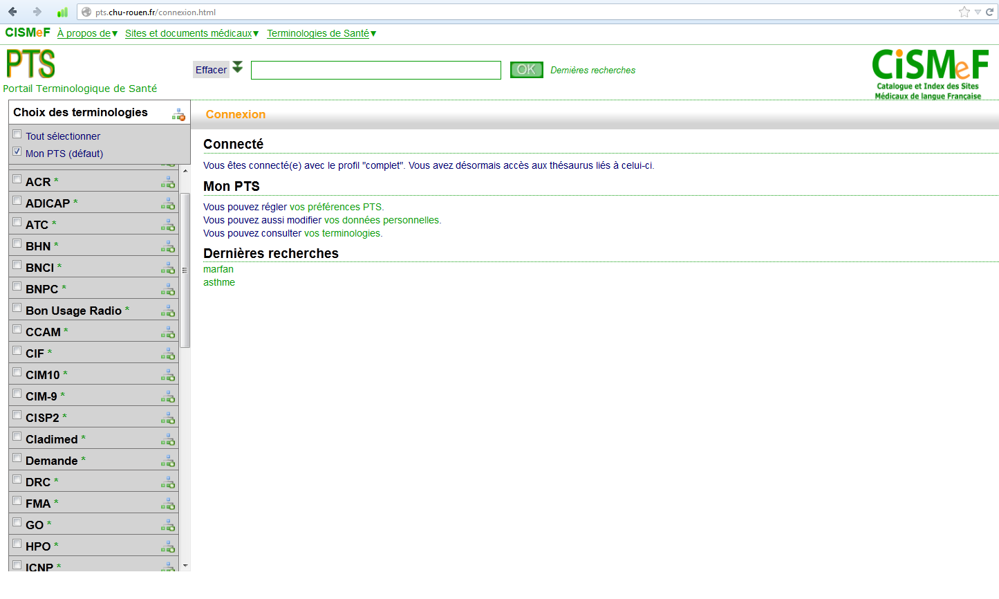 pts.chu-rouen.fr/connexion.html
CISMeF À propos de▼ Sites et documents médicaux▼ Terminologies de Santé▼
PTS
Portail Terminologique de Santé
Effacer OK Dernières recherches
CiSMeF
Catalogue et Index des Sites
Médicaux de langue Française
Choix des terminologies
Tout sélectionner
Mon PTS (défaut)
ACR *
ADICAP *
ATC *
BHN *
BNCI *
BNPC *
Bon Usage Radio *
CCAM *
CIF *
CIM10 *
CIM-9 *
CISP2 *
Cladimed *
Demande *
DRC *
FMA *
GO *
HPO *
ICNP *
Connexion
Connecté
Vous êtes connecté(e) avec le profil "complet". Vous avez désormais accès aux thésaurus liés à celui-ci.
Mon PTS
Vous pouvez régler vos préférences PTS.
Vous pouvez aussi modifier vos données personnelles.
Vous pouvez consulter vos terminologies.
Dernières recherches
marfan
asthme